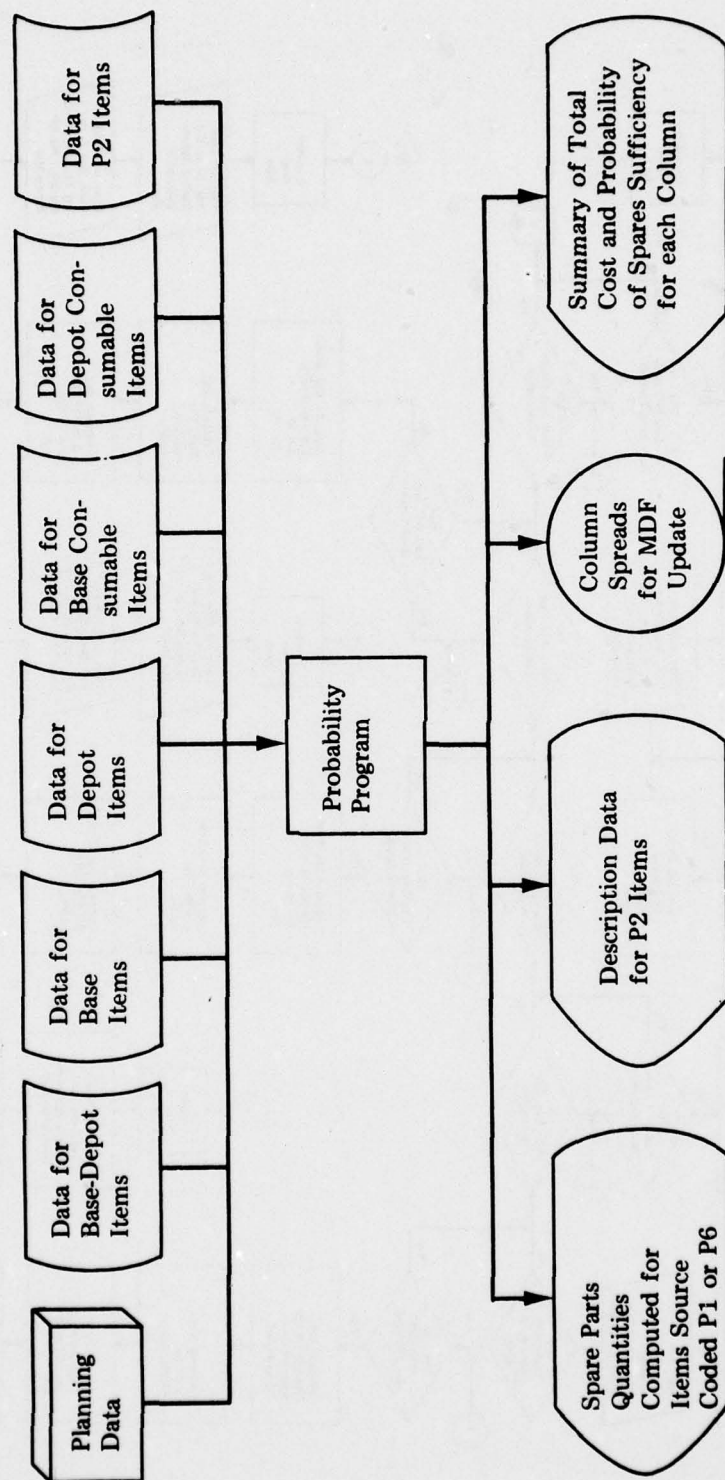 Planning
Data
Data for
Base-Depot
Items
Data for
Base
Items
Data for
Depot
Items
Data for
Base Con-
sumable
Items
Data for
Depot Con-
sumable
Items
Data for
P2 Items
Probability
Program
Spare Parts
Quantities
Computed for
Items Source
Coded P1 or P6
Description Data
for P2 Items
Column
Spreads
for MDF
Update
Summary of Total
Cost and Probability
of Spares Sufficiency
for each Column